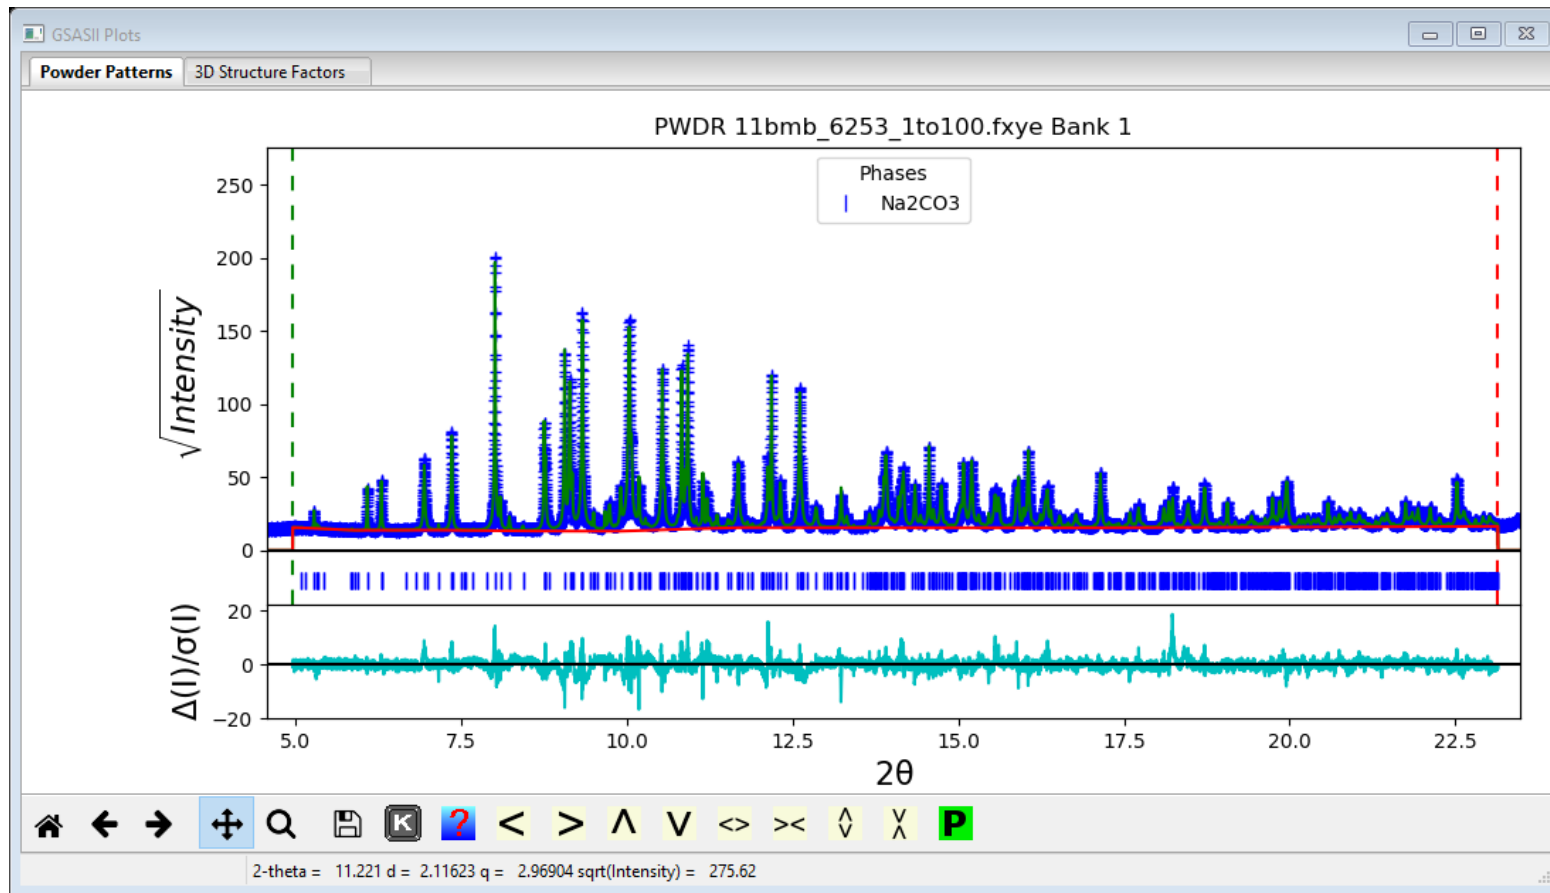 GSASII Plots
Powder Patterns 3D Structure Factors
PWDR 11bmb_6253_1to100.fxye Bank 1
Phases
Na2CO3
√Intensity
250
200
150
100
50
0
Δ(I)/σ(I)
20
0
−20
5.0 7.5 10.0 12.5 15.0 17.5 20.0 22.5
2θ
K ? < > Λ V <> >< P
2-theta = 11.221 d = 2.11623 q = 2.96904 sqrt(Intensity) = 275.62